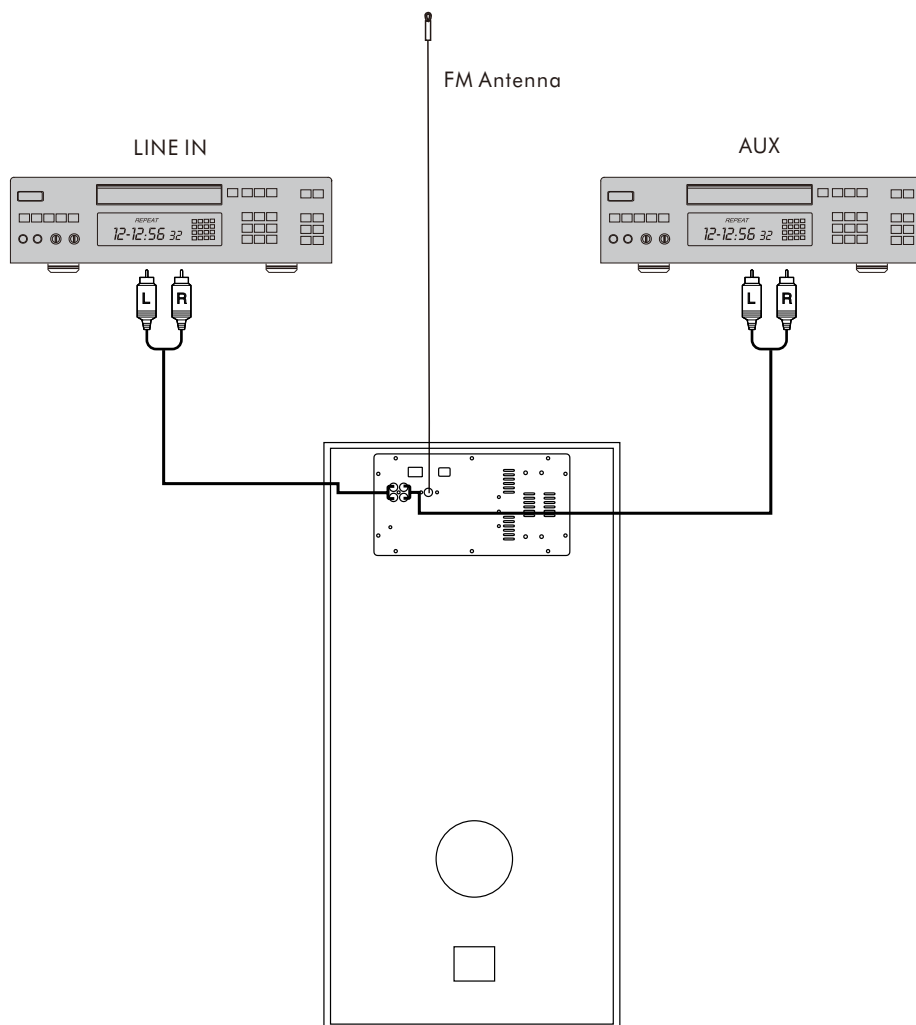 FM Antenna
LINE IN
AUX
REPEAT
12-12:56 32
REPEAT
12-12:56 32
L R
L R